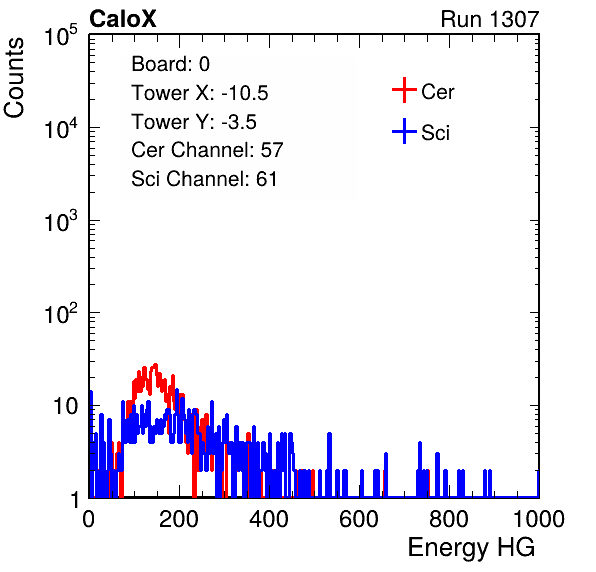 CaloX Run 1307
Counts
10^5
10^4
10^3
10^2
10
1
Board: 0
Tower X: -10.5
Tower Y: -3.5
Cer Channel: 57
Sci Channel: 61
Cer
Sci
0 200 400 600 800 1000
Energy HG